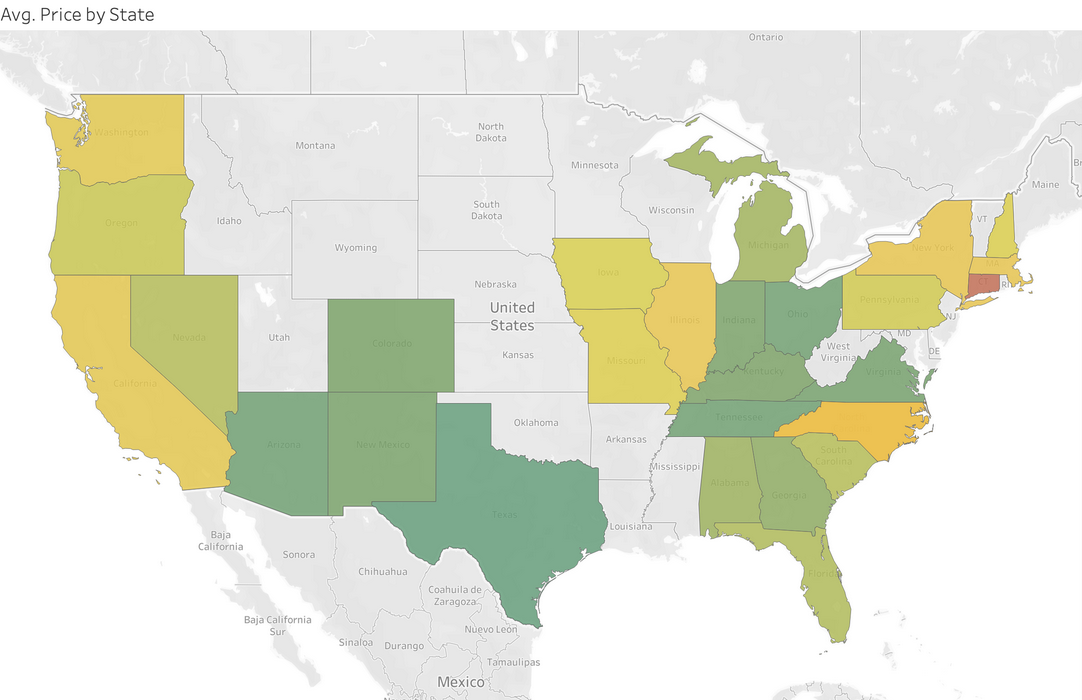 Avg. Price by State
Ontario
Washington
Montana
North
Dakota
Minnesota
Maine
Oregon
Idaho
South
Dakota
Wisconsin
VT
Wyoming
Michigan
New York
Nebraska
Iowa
MA
CT
RI
Nevada
Utah
Colorado
United
States
Kansas
Illinois
Indiana
Ohio
Pennsylvania
NJ
MD
DE
California
Missouri
West
Virginia
Kentucky
Virginia
Arizona
New Mexico
Oklahoma
Arkansas
Tennessee
South
Carolina
Mississippi
Alabama
Georgia
Texas
Louisiana
Florida
Baja
California
Sonora
Chihuahua
Coahuila de
Zaragoza
Baja California
Sur
Sinaloa
Durango
Nuevo León
Tamaulipas
Mexico